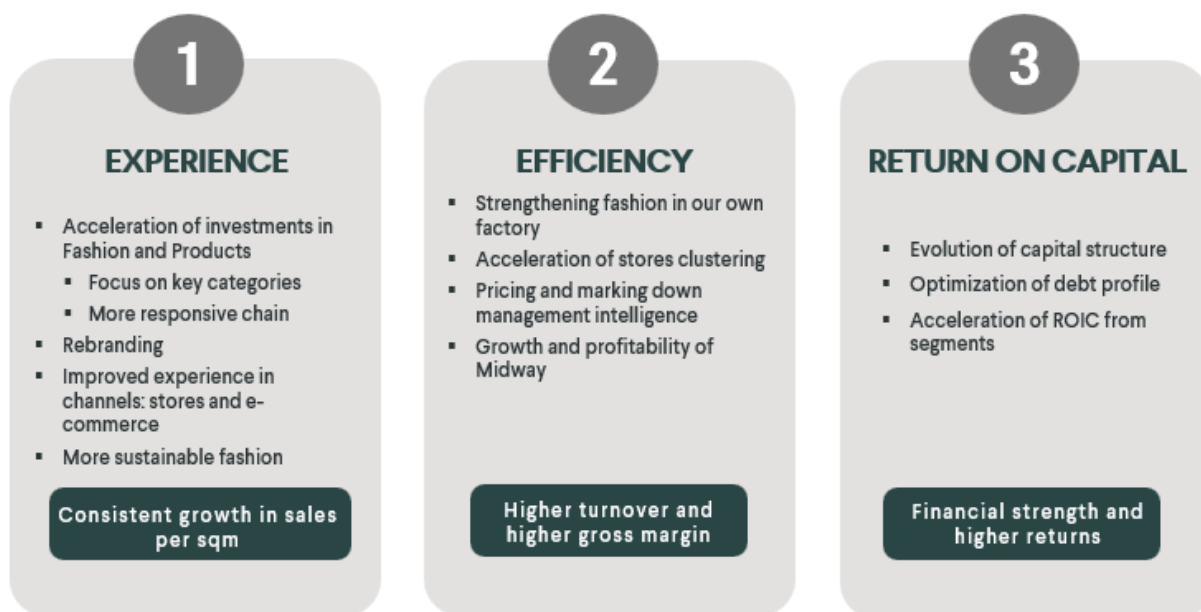 1
EXPERIENCE
▪ Acceleration of investments in
Fashion and Products
▪ Focus on key categories
▪ More responsive chain
▪ Rebranding
▪ Improved experience in
channels: stores and e-
commerce
▪ More sustainable fashion
Consistent growth in sales
per sqm
2
EFFICIENCY
▪ Strengthening fashion in our own
factory
▪ Acceleration of stores clustering
▪ Pricing and marking down
management intelligence
▪ Growth and profitability of
Midway
Higher turnover and
higher gross margin
3
RETURN ON CAPITAL
▪ Evolution of capital structure
▪ Optimization of debt profile
▪ Acceleration of ROIC from
segments
Financial strength and
higher returns